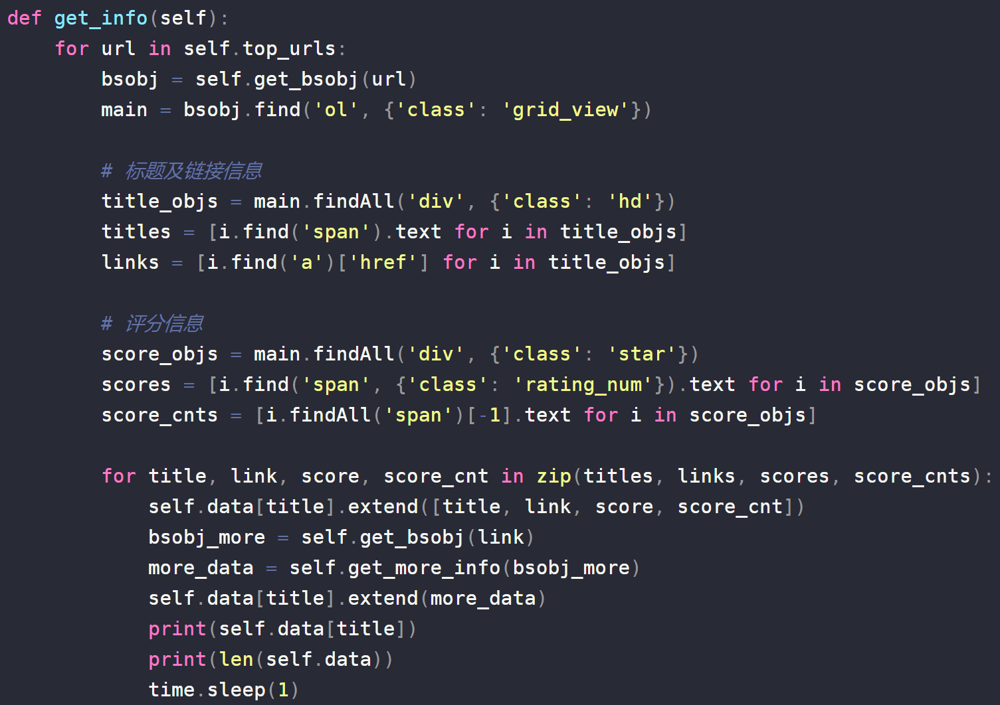 def get_info(self):
    for url in self.top_urls:
        bsobj = self.get_bsobj(url)
        main = bsobj.find('ol', {'class': 'grid_view'})

        # 标题及链接信息
        title_objs = main.findAll('div', {'class': 'hd'})
        titles = [i.find('span').text for i in title_objs]
        links = [i.find('a')['href'] for i in title_objs]

        # 评分信息
        score_objs = main.findAll('div', {'class': 'star'})
        scores = [i.find('span', {'class': 'rating_num'}).text for i in score_objs]
        score_cnts = [i.findAll('span')[-1].text for i in score_objs]

        for title, link, score, score_cnt in zip(titles, links, scores, score_cnts):
            self.data[title].extend([title, link, score, score_cnt])
            bsobj_more = self.get_bsobj(link)
            more_data = self.get_more_info(bsobj_more)
            self.data[title].extend(more_data)
            print(self.data[title])
            print(len(self.data))
            time.sleep(1)